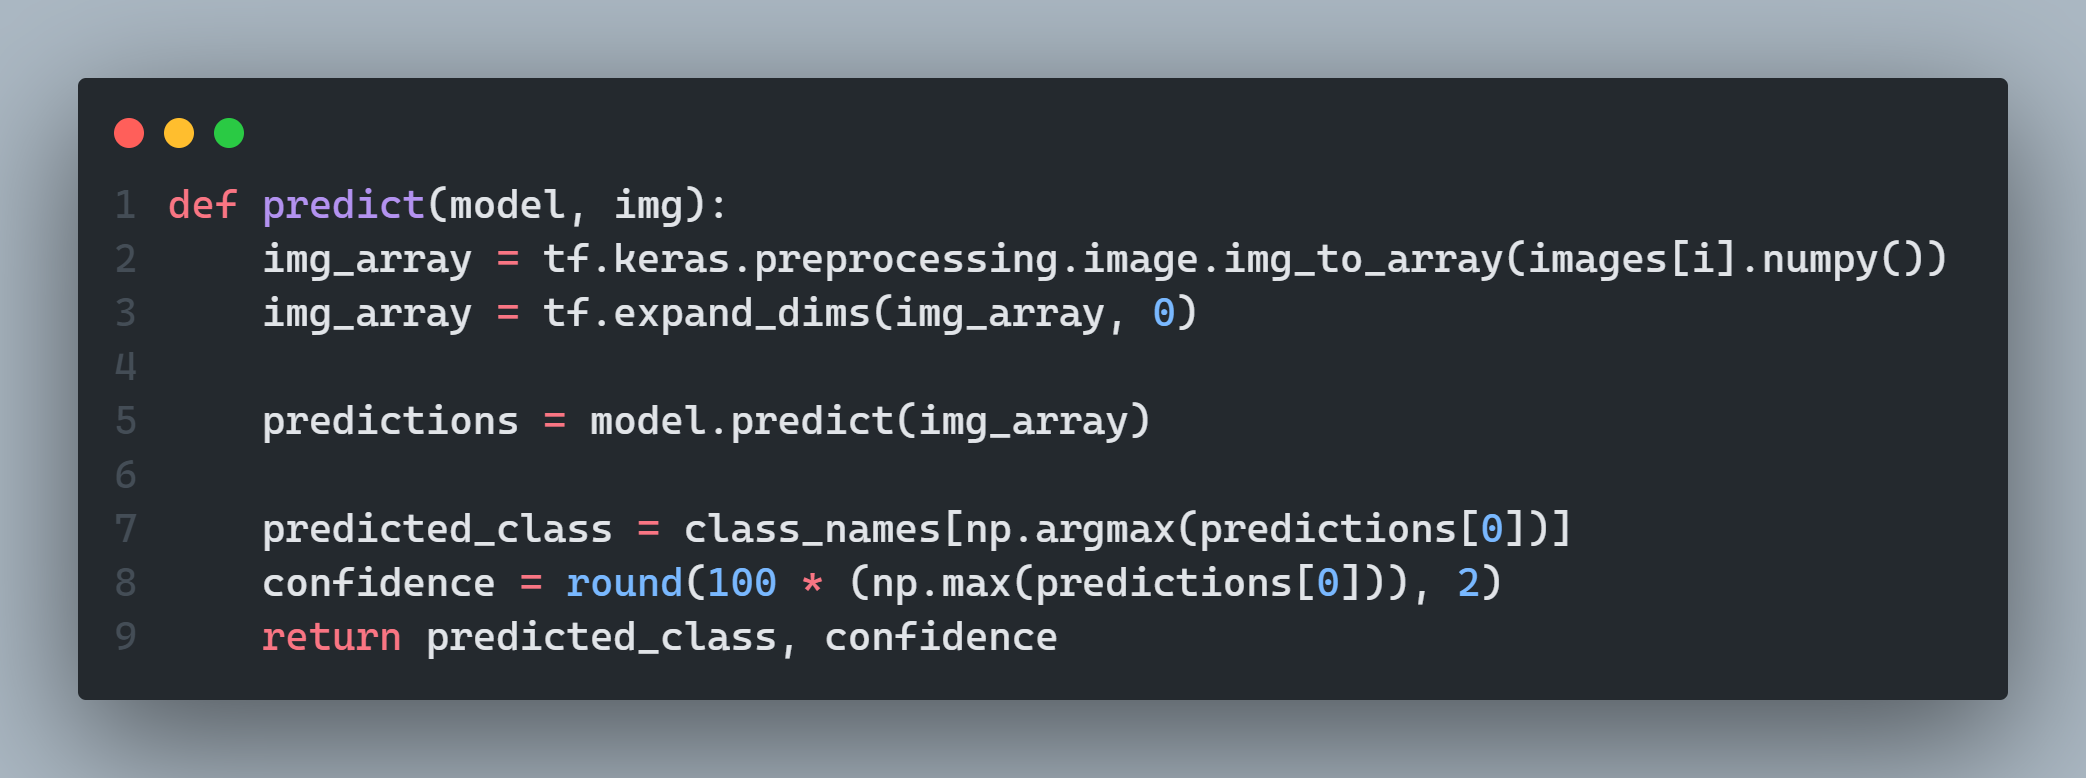 1 def predict(model, img):
2     img_array = tf.keras.preprocessing.image.img_to_array(images[i].numpy())
3     img_array = tf.expand_dims(img_array, 0)
4
5     predictions = model.predict(img_array)
6
7     predicted_class = class_names[np.argmax(predictions[0])]
8     confidence = round(100 * (np.max(predictions[0])), 2)
9     return predicted_class, confidence